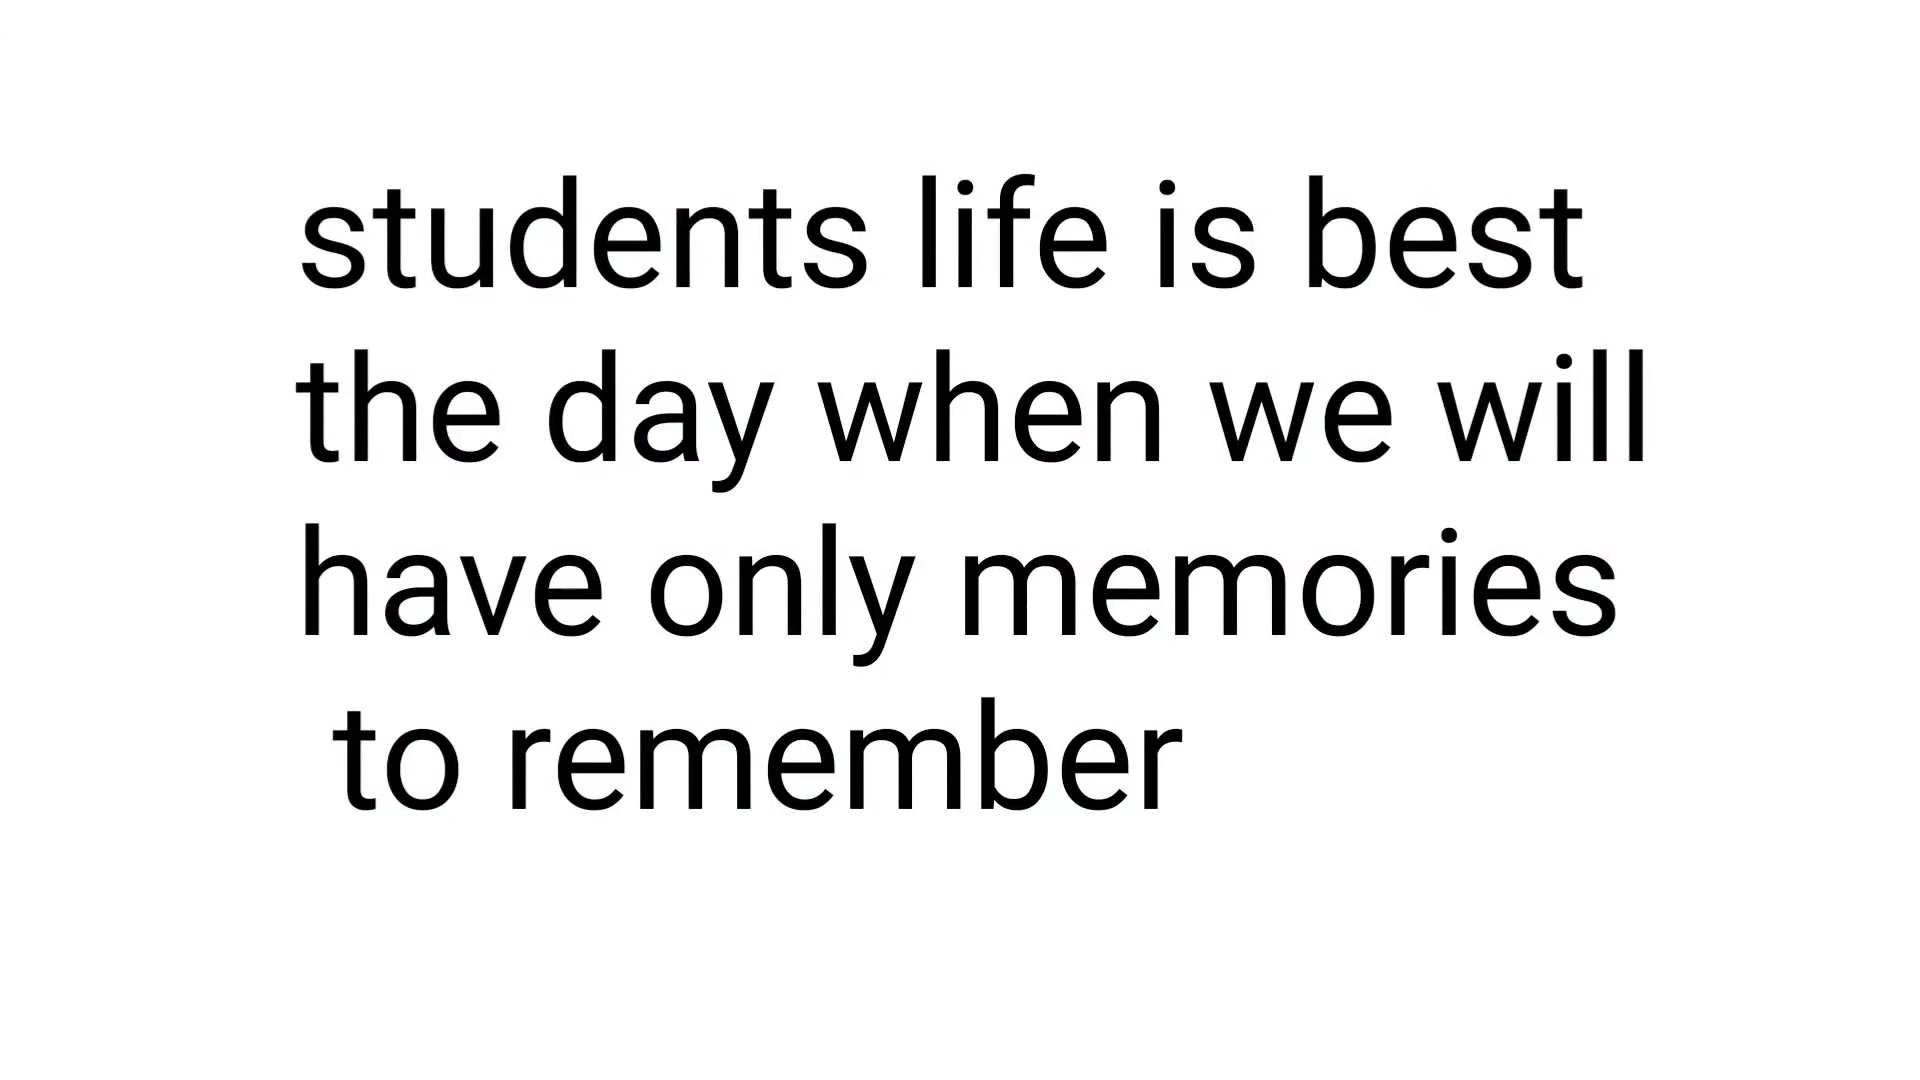 students life is best
the day when we will
have only memories
to remember